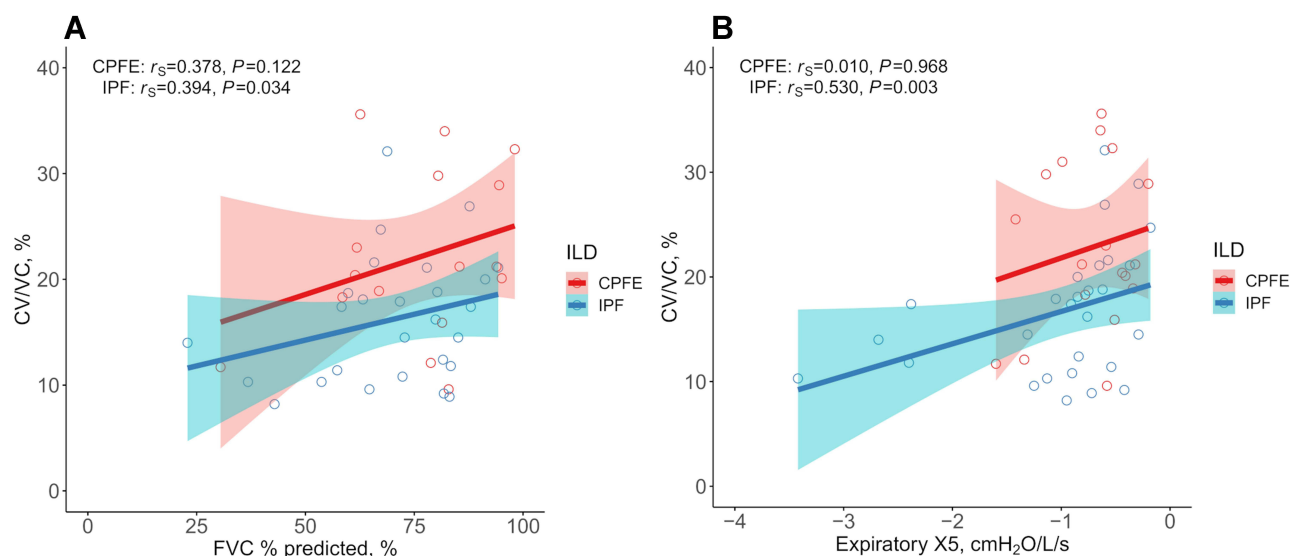 A
CPFE: rS=0.378, P=0.122
IPF: rS=0.394, P=0.034
40
30
20
10
0
CV/VC, %
0 25 50 75 100
FVC % predicted, %
ILD
CPFE
IPF
B
CPFE: rS=0.010, P=0.968
IPF: rS=0.530, P=0.003
40
30
20
10
0
CV/VC, %
−4 −3 −2 −1 0
Expiratory X5, cmH2O/L/s
ILD
CPFE
IPF